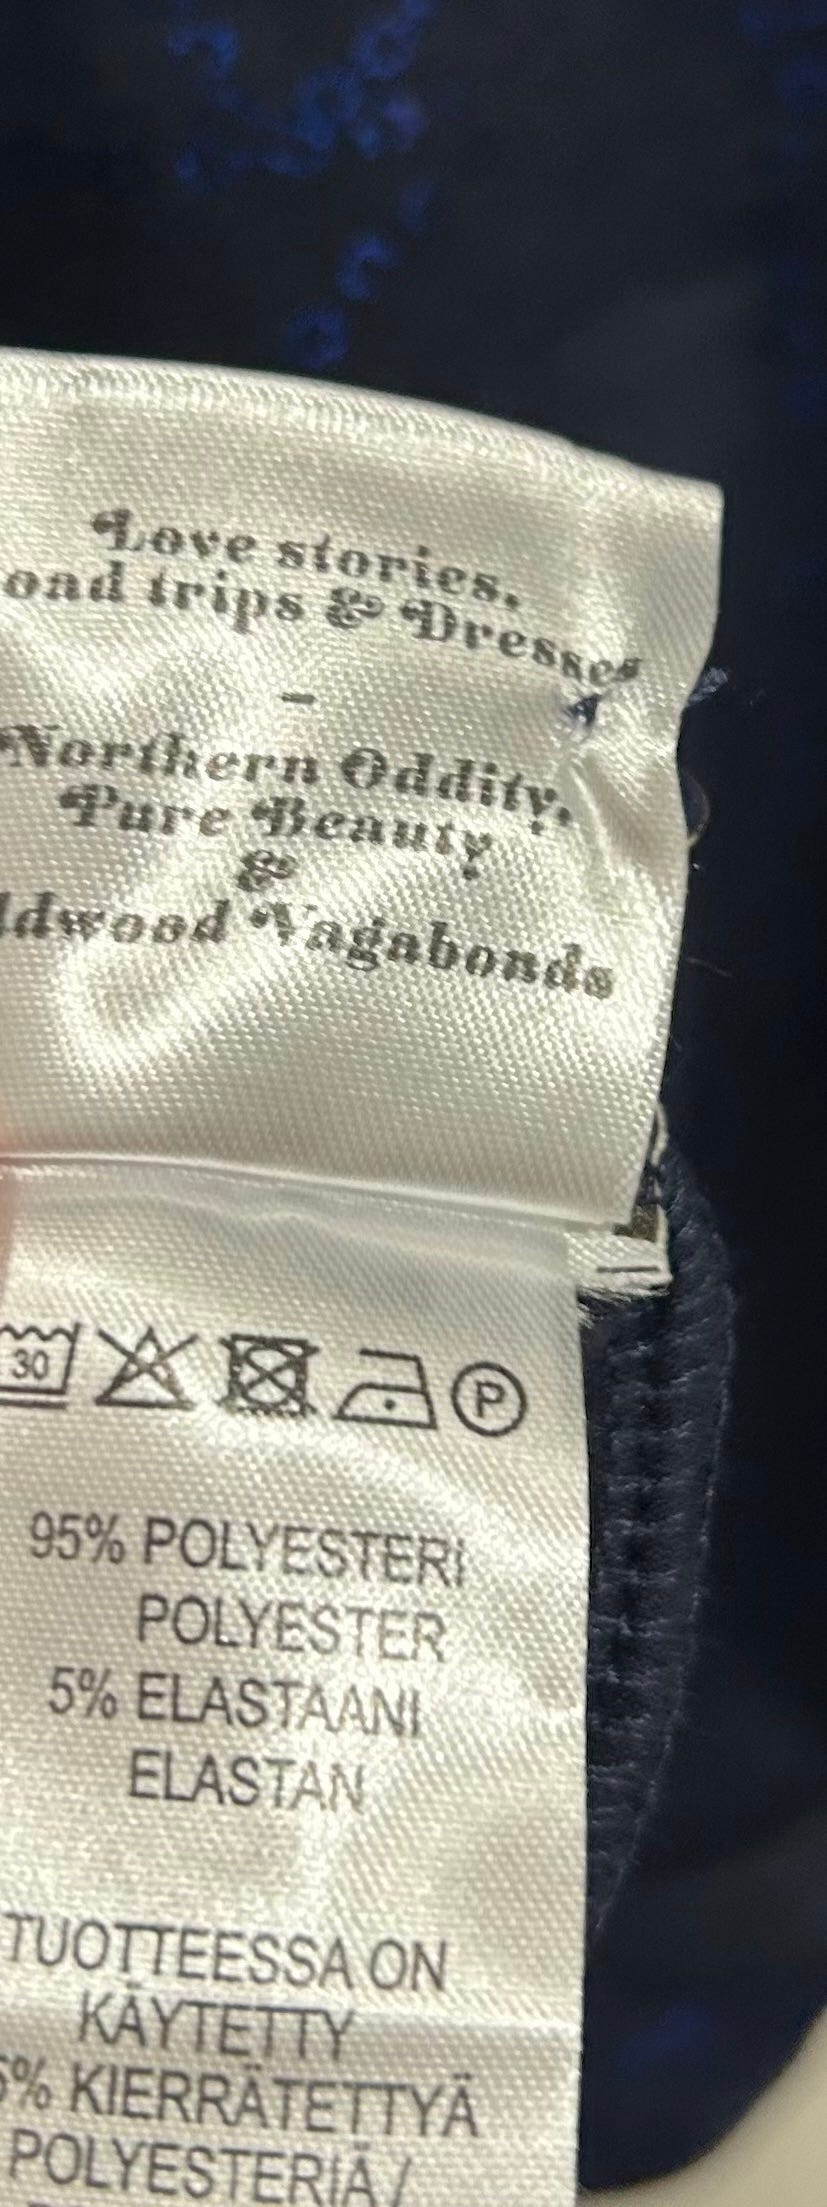 Love stories,
oad trips & Dresses
-
Northern Oddity,
Pure Beauty
&
ldwood Vagabonds
30
P
95% POLYESTERI
POLYESTER
5% ELASTAANI
ELASTAN
TUOTTEESSA ON
KÄYTETTY
5% KIERRÄTETTYÄ
POLYESTERIÄ/